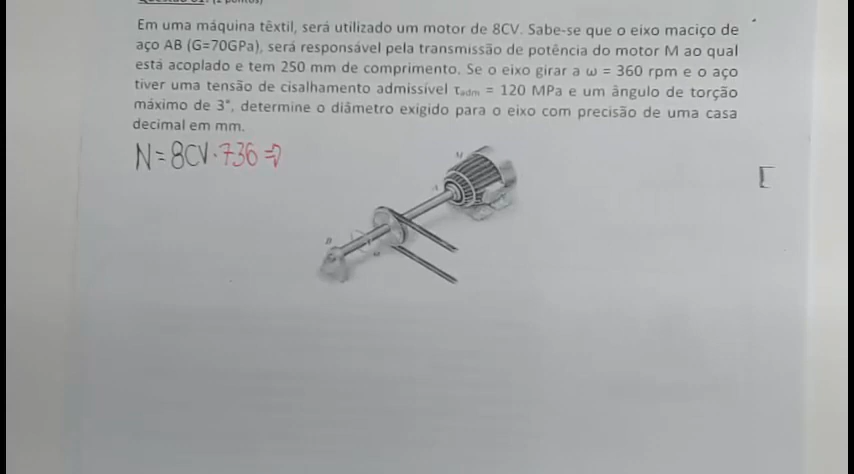 Em uma máquina têxtil, será utilizado um motor de 8CV. Sabe-se que o eixo maciço de
aço AB (G=70GPa), será responsável pela transmissão de potência do motor M ao qual
está acoplado e tem 250 mm de comprimento. Se o eixo girar a ω = 360 rpm e o aço
tiver uma tensão de cisalhamento admissível τadm = 120 MPa e um ângulo de torção
máximo de 3°, determine o diâmetro exigido para o eixo com precisão de uma casa
decimal em mm.
N=8CV·736⇒
M
A
B
ω